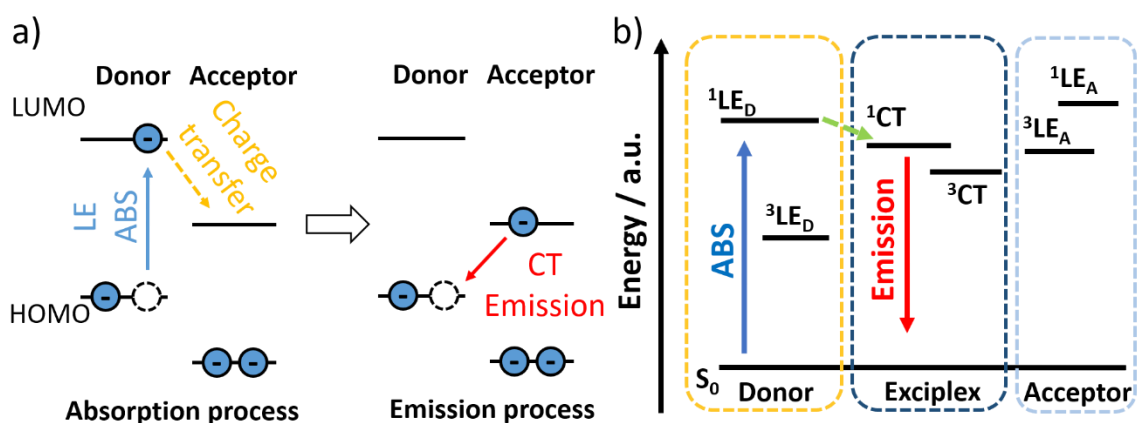 a)
Donor Acceptor
LUMO
-
Charge
transfer
LE
ABS
HOMO
-
- -
Absorption process
Donor
Acceptor
-
CT
Emission
-
- -
Emission process
b)
Energy / a.u.
¹LE_D
³LE_D
ABS
¹CT
³CT
Emission
¹LE_A
³LE_A
S₀
Donor Exciplex Acceptor